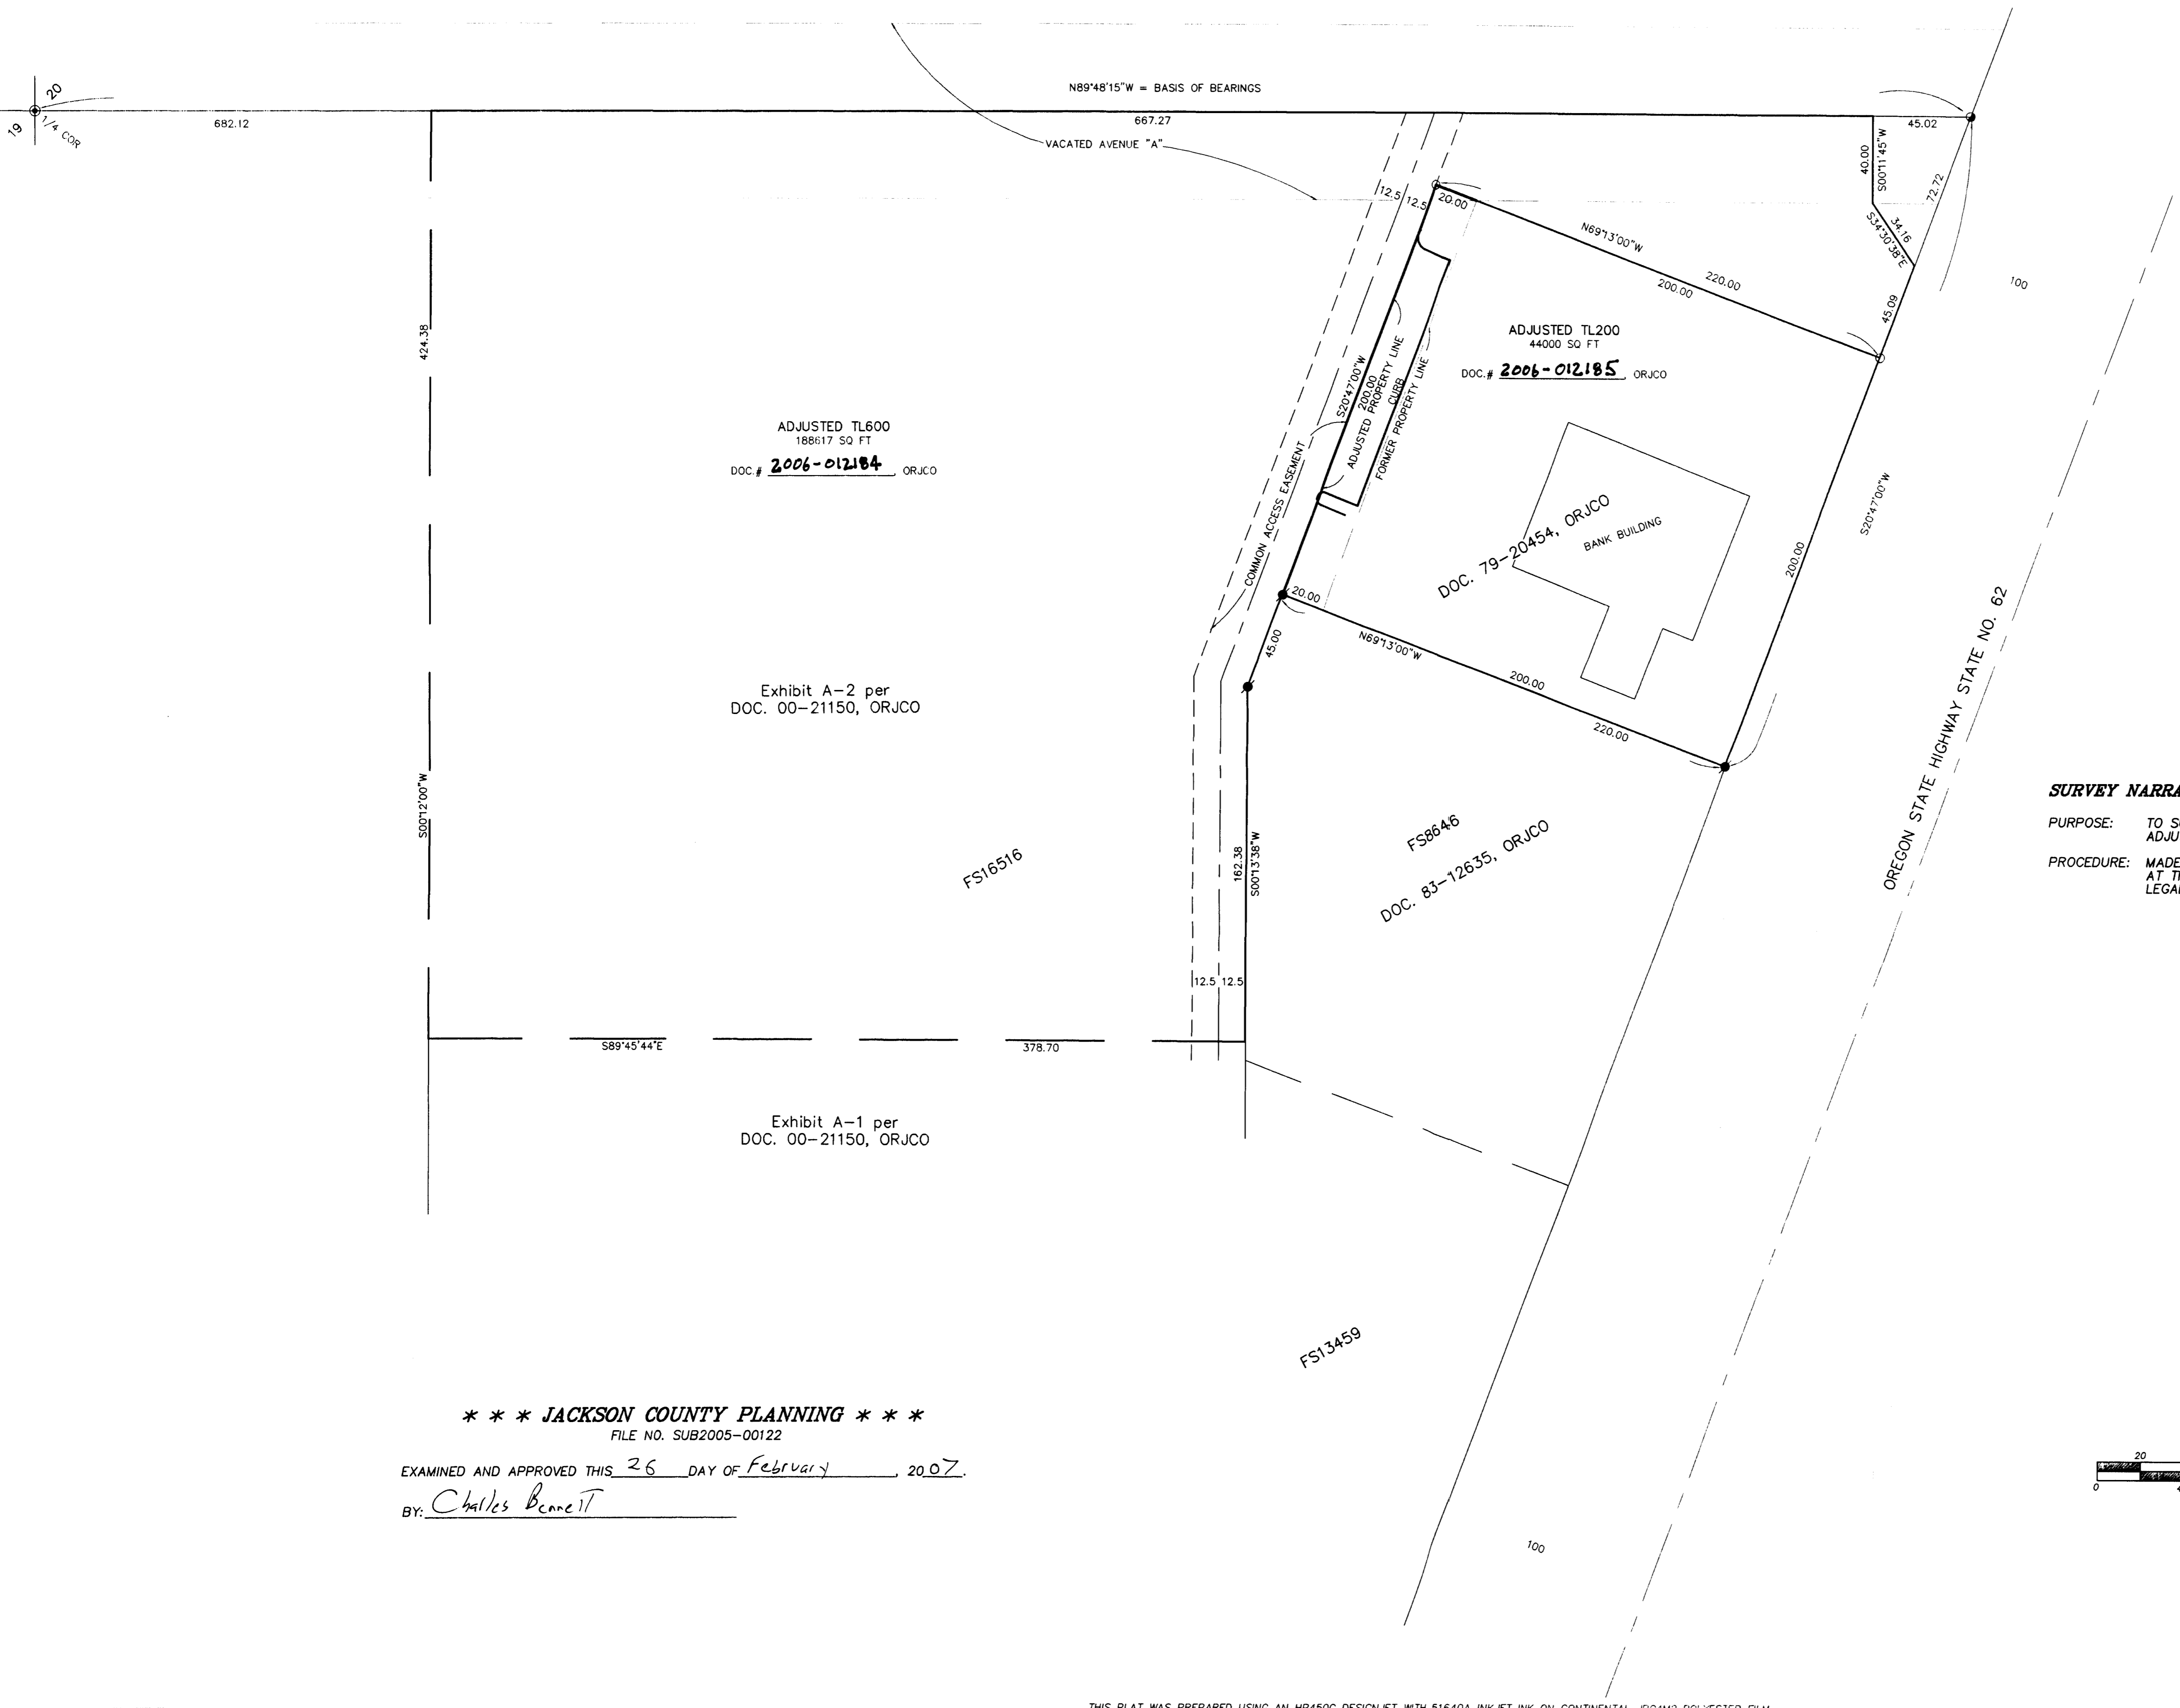 N89°48'15"W = BASIS OF BEARINGS
20
19
1/4 COR
682.12
667.27
45.02
VACATED AVENUE "A"
40.00
S00°11'45"W
72.72
34.16
S34°30'38"E
12.5
12.5
20.00
N69°13'00"W
220.00
200.00
45.09
100
424.38
ADJUSTED TL200
44000 SQ FT
DOC.# 2006-012185, ORJCO
S20°47'00"W
200.00
ADJUSTED PROPERTY LINE
CURB
FORMER PROPERTY LINE
ADJUSTED TL600
188617 SQ FT
DOC.# 2006-012184, ORJCO
COMMON ACCESS EASEMENT
DOC. 79-20454, ORJCO
BANK BUILDING
S20°47'00"W
200.00
20.00
45.00
N69°13'00"W
200.00
220.00
OREGON STATE HIGHWAY STATE NO. 62
Exhibit A-2 per
DOC. 00-21150, ORJCO
S00°12'00"W
FS16516
162.38
S00°13'38"W
FS8646
DOC. 83-12635, ORJCO
SURVEY NARRA
PURPOSE: TO S
ADJU
PROCEDURE: MADE
AT T
LEGA
12.5
12.5
S89°45'44"E
378.70
Exhibit A-1 per
DOC. 00-21150, ORJCO
FS13459
* * * JACKSON COUNTY PLANNING * * *
FILE NO. SUB2005-00122
EXAMINED AND APPROVED THIS 26 DAY OF February, 2007.
BY: Charles Bennett
20
0
100